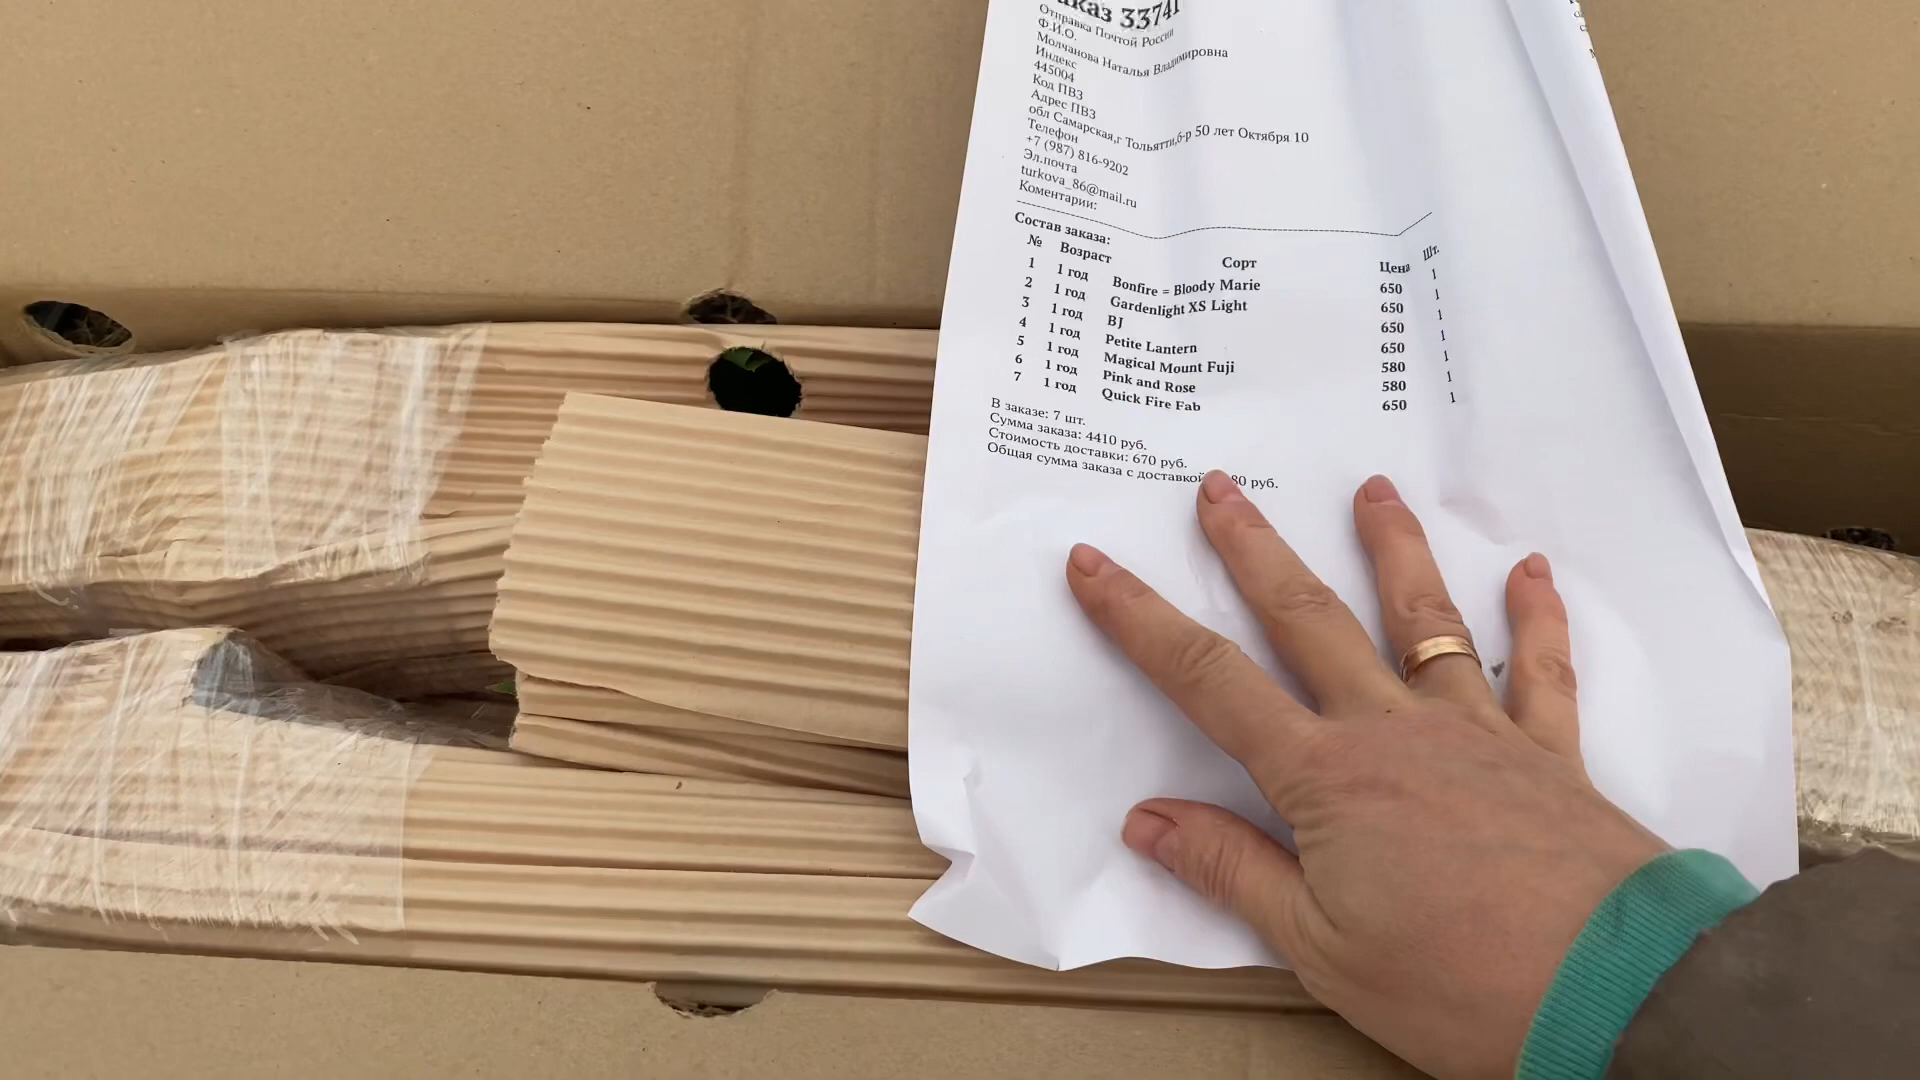 аказ 33741
Отправка Почтой России
Ф.И.О.
Молчанова Наталья Владимировна
Индекс
445004
Код ПВЗ
Адрес ПВЗ
обл Самарская,г Тольятти,б-р 50 лет Октября 10
Телефон
+7 (987) 816-9202
Эл.почта
turkova_86@mail.ru
Коментарии:
Состав заказа:
№ Возраст Сорт Цена Шт.
1 1 год Bonfire = Bloody Marie 650 1
2 1 год Gardenlight XS Light 650 1
3 1 год BJ 650 1
4 1 год Petite Lantern 650 1
5 1 год Magical Mount Fuji 580 1
6 1 год Pink and Rose 580 1
7 1 год Quick Fire Fab 650 1
В заказе: 7 шт.
Сумма заказа: 4410 руб.
Стоимость доставки: 670 руб.
Общая сумма заказа с доставкой 80 руб.